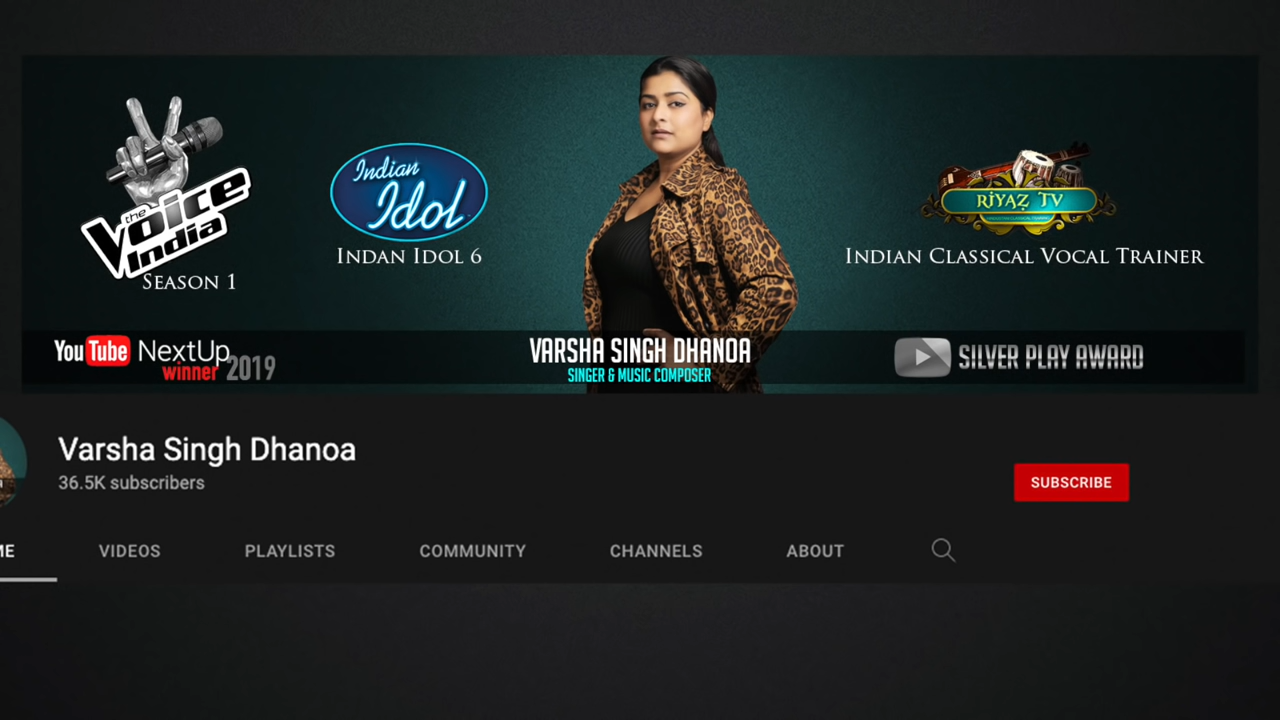 the Voice India
SEASON 1
Indian Idol
INDAN IDOL 6
RIYAZ TV
INDIAN CLASSICAL VOCAL TRAINER
YouTube NextUp
winner 2019
VARSHA SINGH DHANOA
SINGER & MUSIC COMPOSER
SILVER PLAY AWARD
Varsha Singh Dhanoa
36.5K subscribers
SUBSCRIBE
ME VIDEOS PLAYLISTS COMMUNITY CHANNELS ABOUT